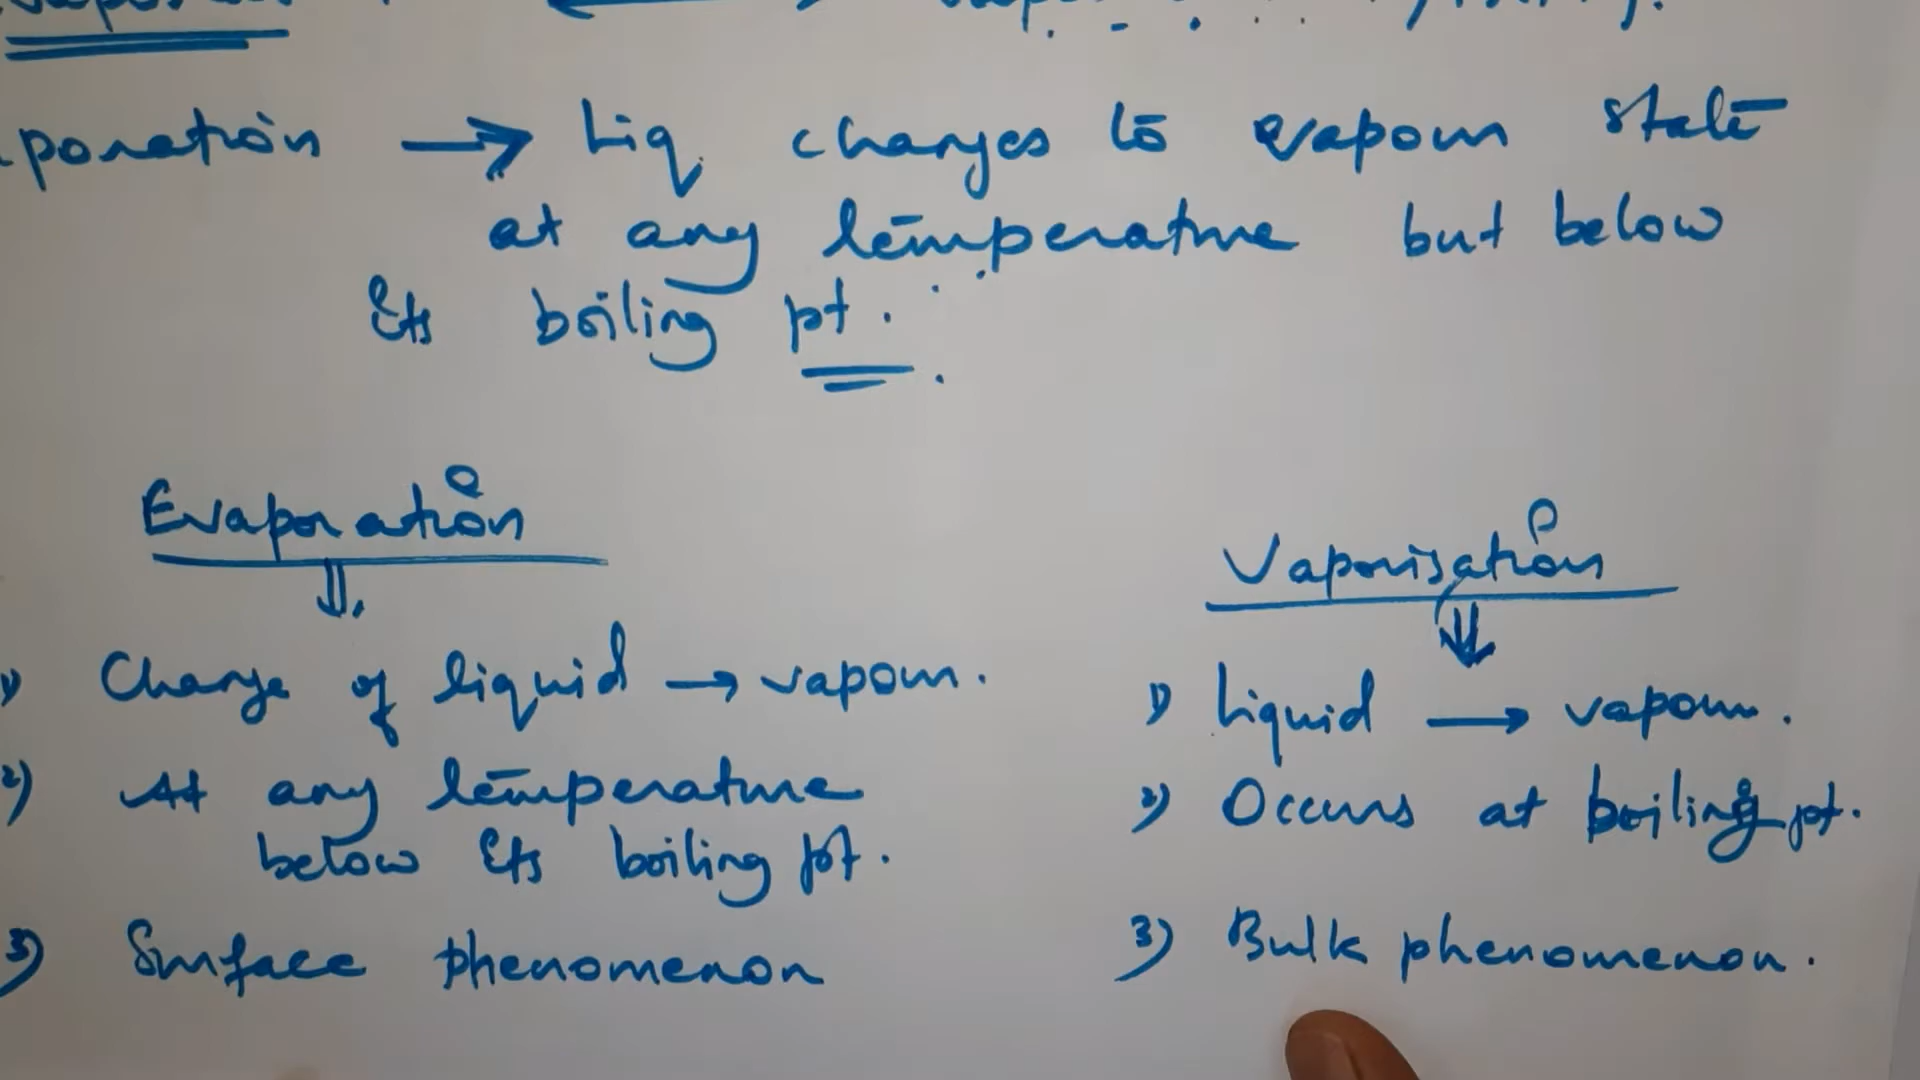 poration → Liq. changes to vapour state
at any temperature but below
its boiling pt.
Evaporation
1) Change of liquid → vapour.
2) At any temperature
below its boiling pt.
3) Surface phenomenon
Vaporisation
1) Liquid → vapour.
2) Occurs at boiling pt.
3) Bulk phenomenon.